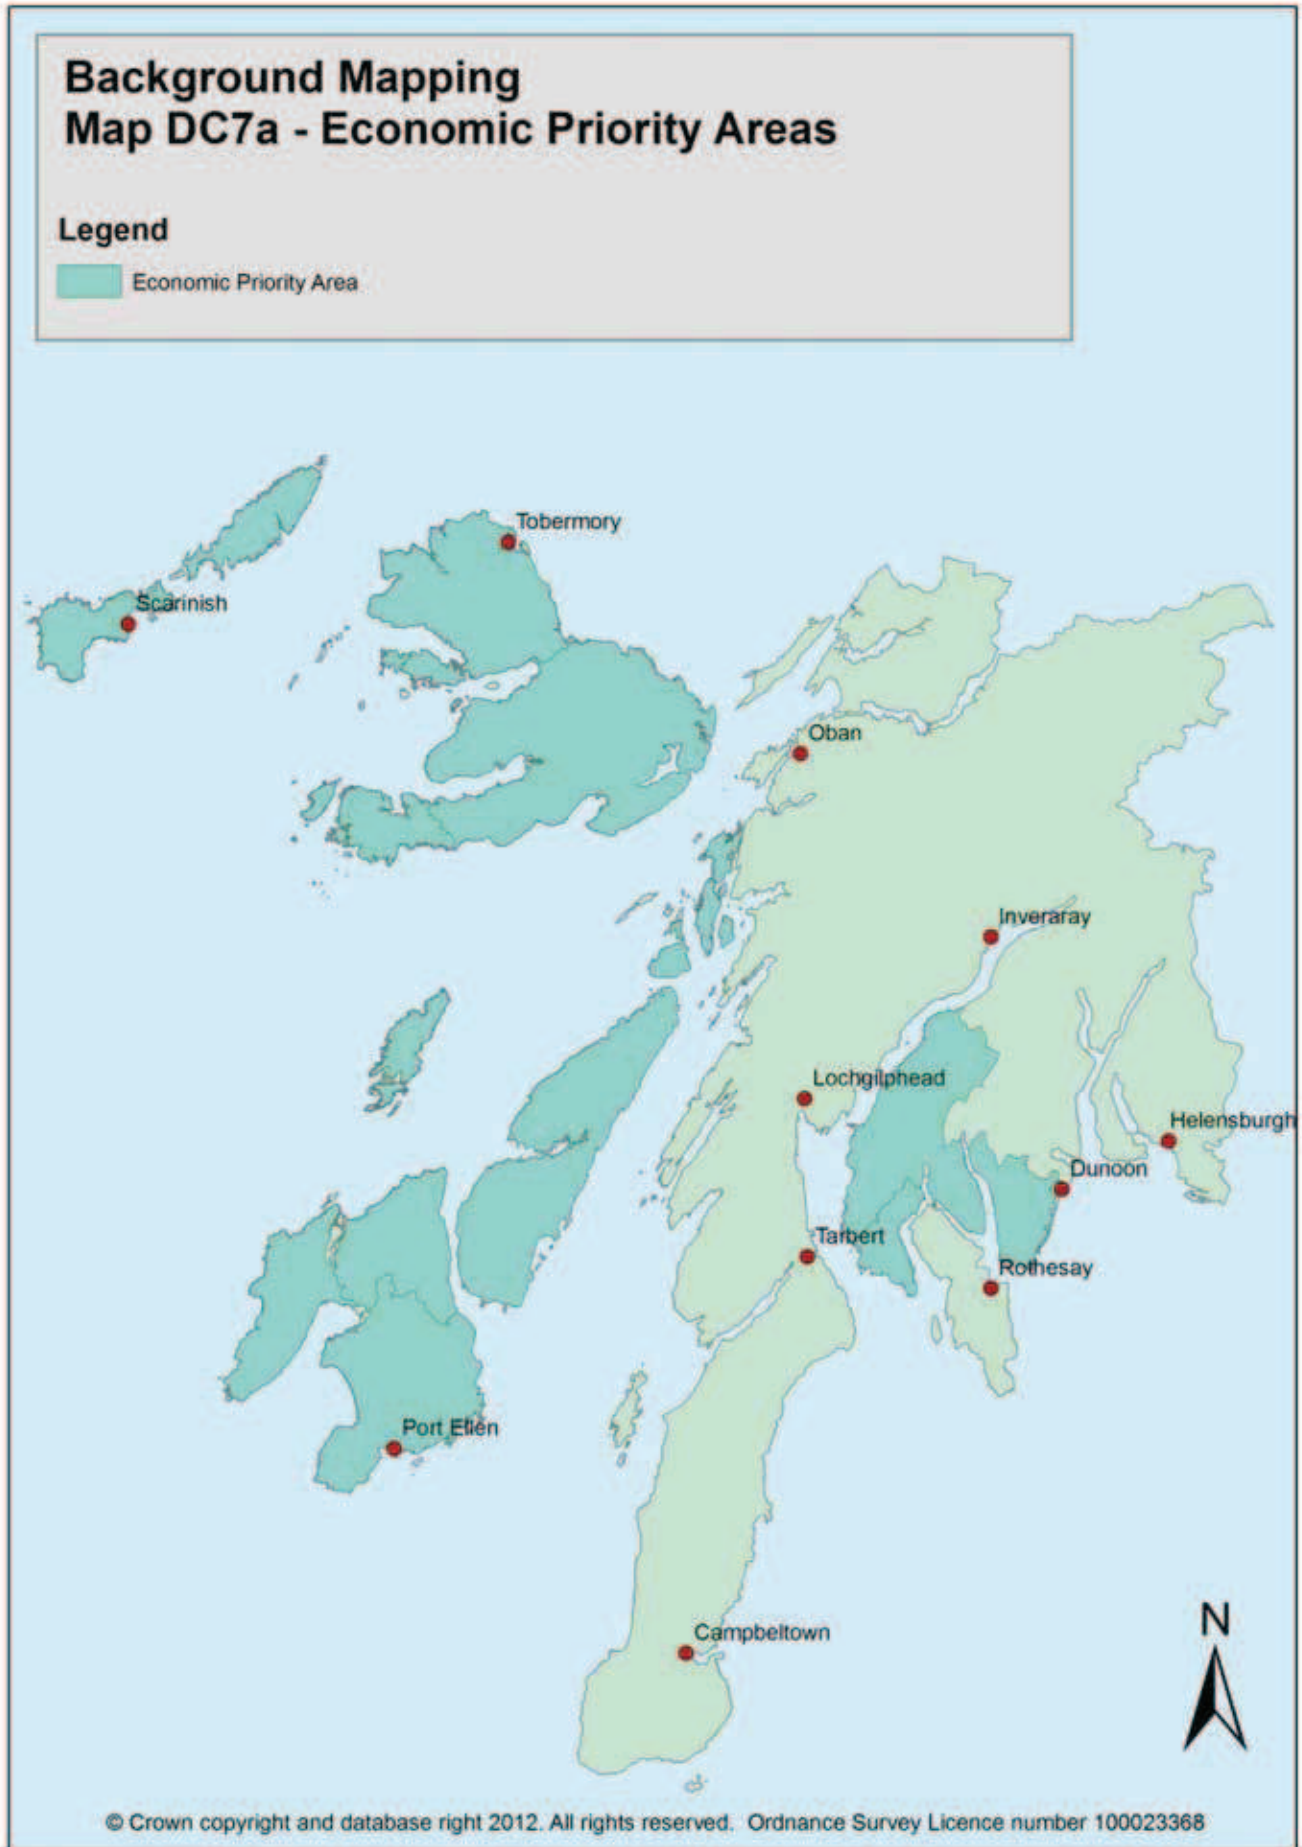 Background Mapping
Map DC7a - Economic Priority Areas
Legend
Economic Priority Area
Tobermory
Scarinish
Oban
Inveraray
Lochgilphead
Helensburgh
Dunoon
Tarbert
Rothesay
Port Ellen
Campbeltown
N
© Crown copyright and database right 2012. All rights reserved. Ordnance Survey Licence number 100023368